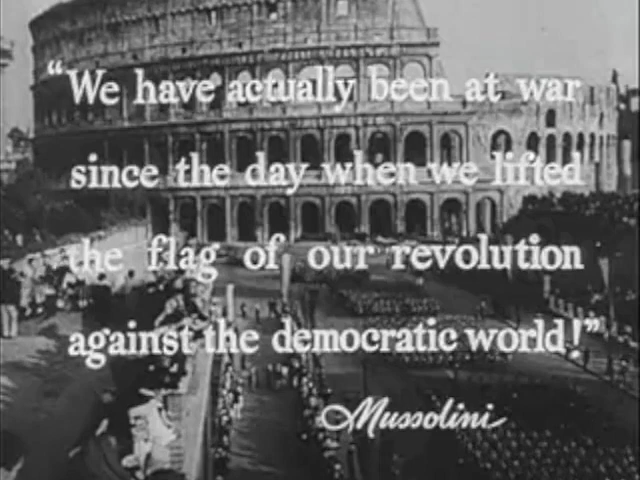 “We have actually been at war
since the day when we lifted
the flag of our revolution
against the democratic world!”
Mussolini